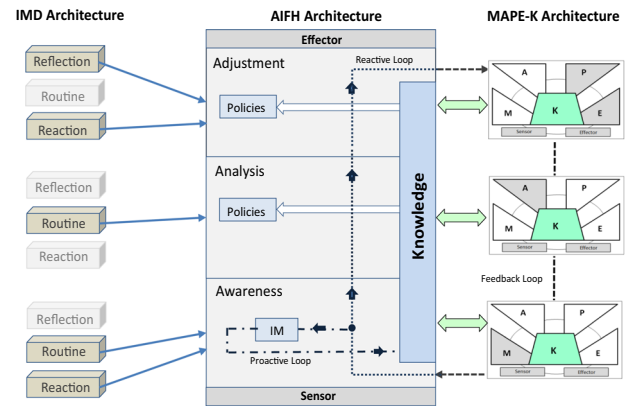 IMD Architecture
AIFH Architecture
MAPE-K Architecture
Effector
Reflection
Routine
Reaction
Adjustment
Reactive Loop
Policies
A
P
M
K
E
Sensor
Effector
Reflection
Routine
Reaction
Analysis
Policies
Knowledge
A
P
M
K
E
Sensor
Effector
Feedback Loop
Reflection
Routine
Reaction
Awareness
IM
Proactive Loop
A
P
M
K
E
Sensor
Effector
Sensor